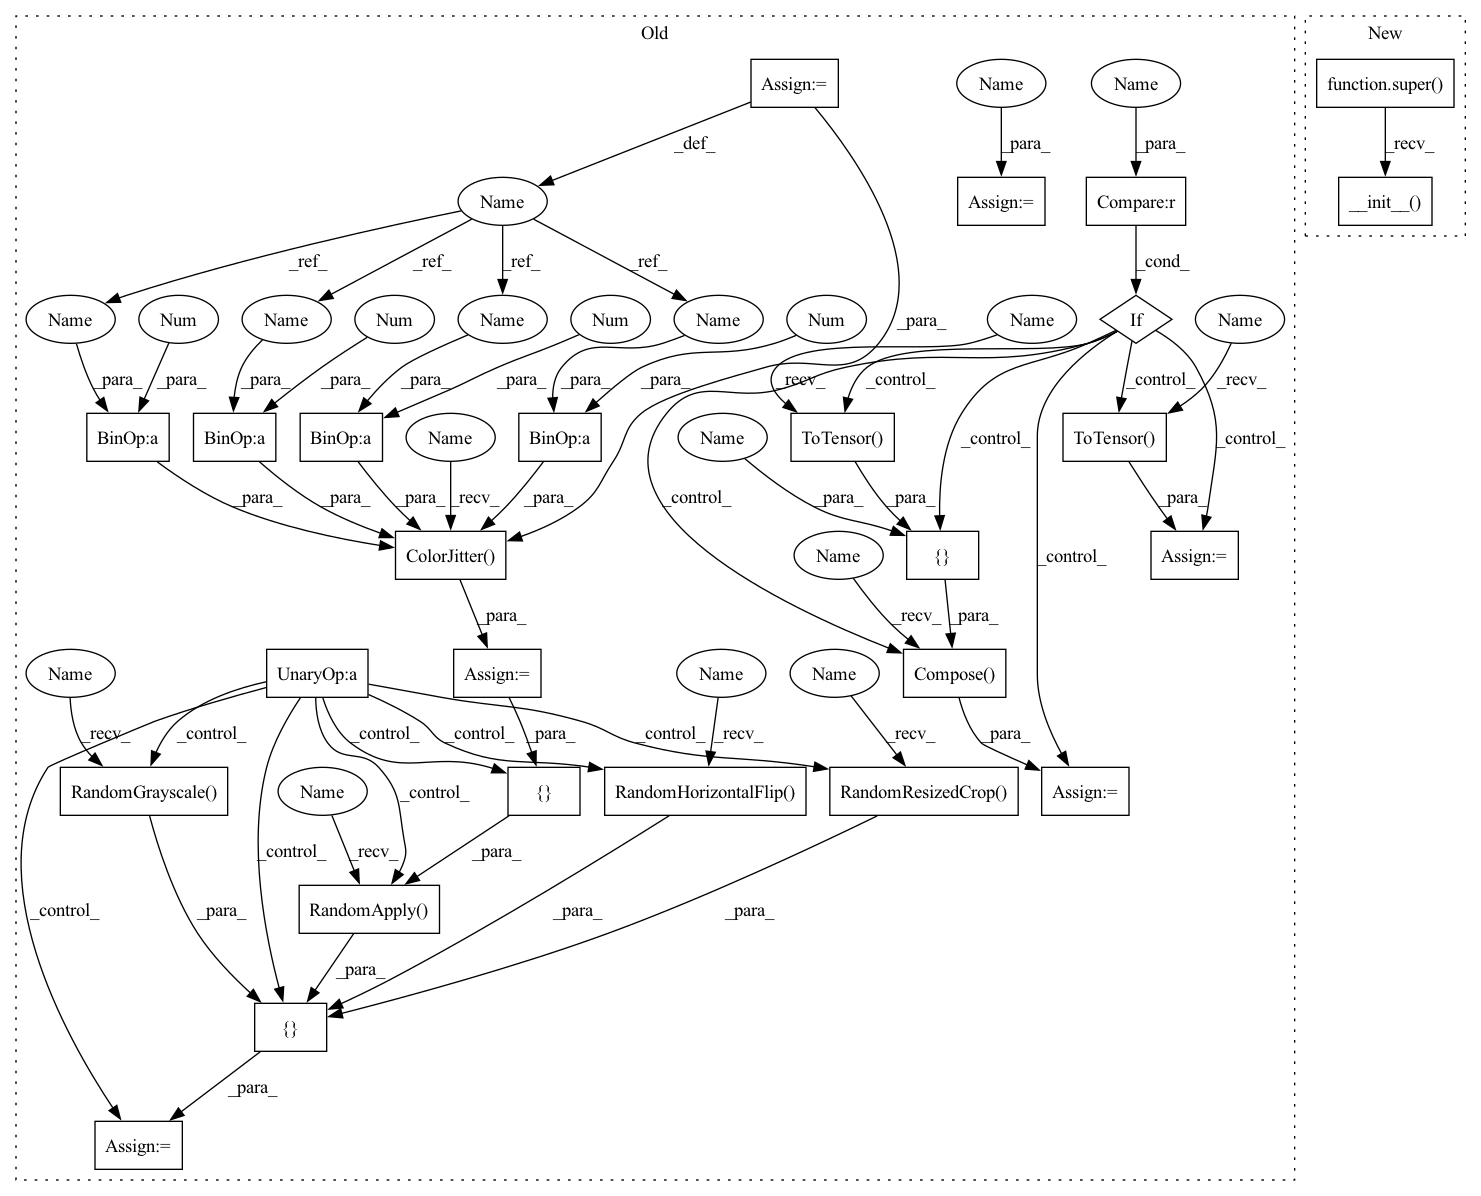 Old
New
Assign:=
Name
Name
function.super()
_def_
_para_
_para_
_recv_
Name
Assign:=
Compare:r
__init__()
_ref_
_ref_
_ref_
_ref_
_cond_
Name
Num
Name
Num
Name
Num
Name
Num
_para_
Name
If
Name
_para_
_para_
_para_
_para_
_para_
_para_
_para_
_para_
_recv_
_control_
_control_
_recv_
BinOp:a
BinOp:a
BinOp:a
Name
BinOp:a
Name
ToTensor()
_control_
ToTensor()
_control_
_para_
_para_
_para_
_recv_
_para_
_control_
_para_
_para_
_para_
ColorJitter()
Name
{}
_control_
Assign:=
_para_
_recv_
_para_
Name
UnaryOp:a
Assign:=
Name
Name
Compose()
_recv_
_control_
_control_
_para_
_control_
_recv_
_control_
_recv_
_para_
RandomGrayscale()
Name
_control_
{}
RandomHorizontalFlip()
RandomResizedCrop()
Assign:=
_control_
_recv_
_para_
_control_
_para_
RandomApply()
_para_
_para_
_para_
{}
_para_
Assign:=